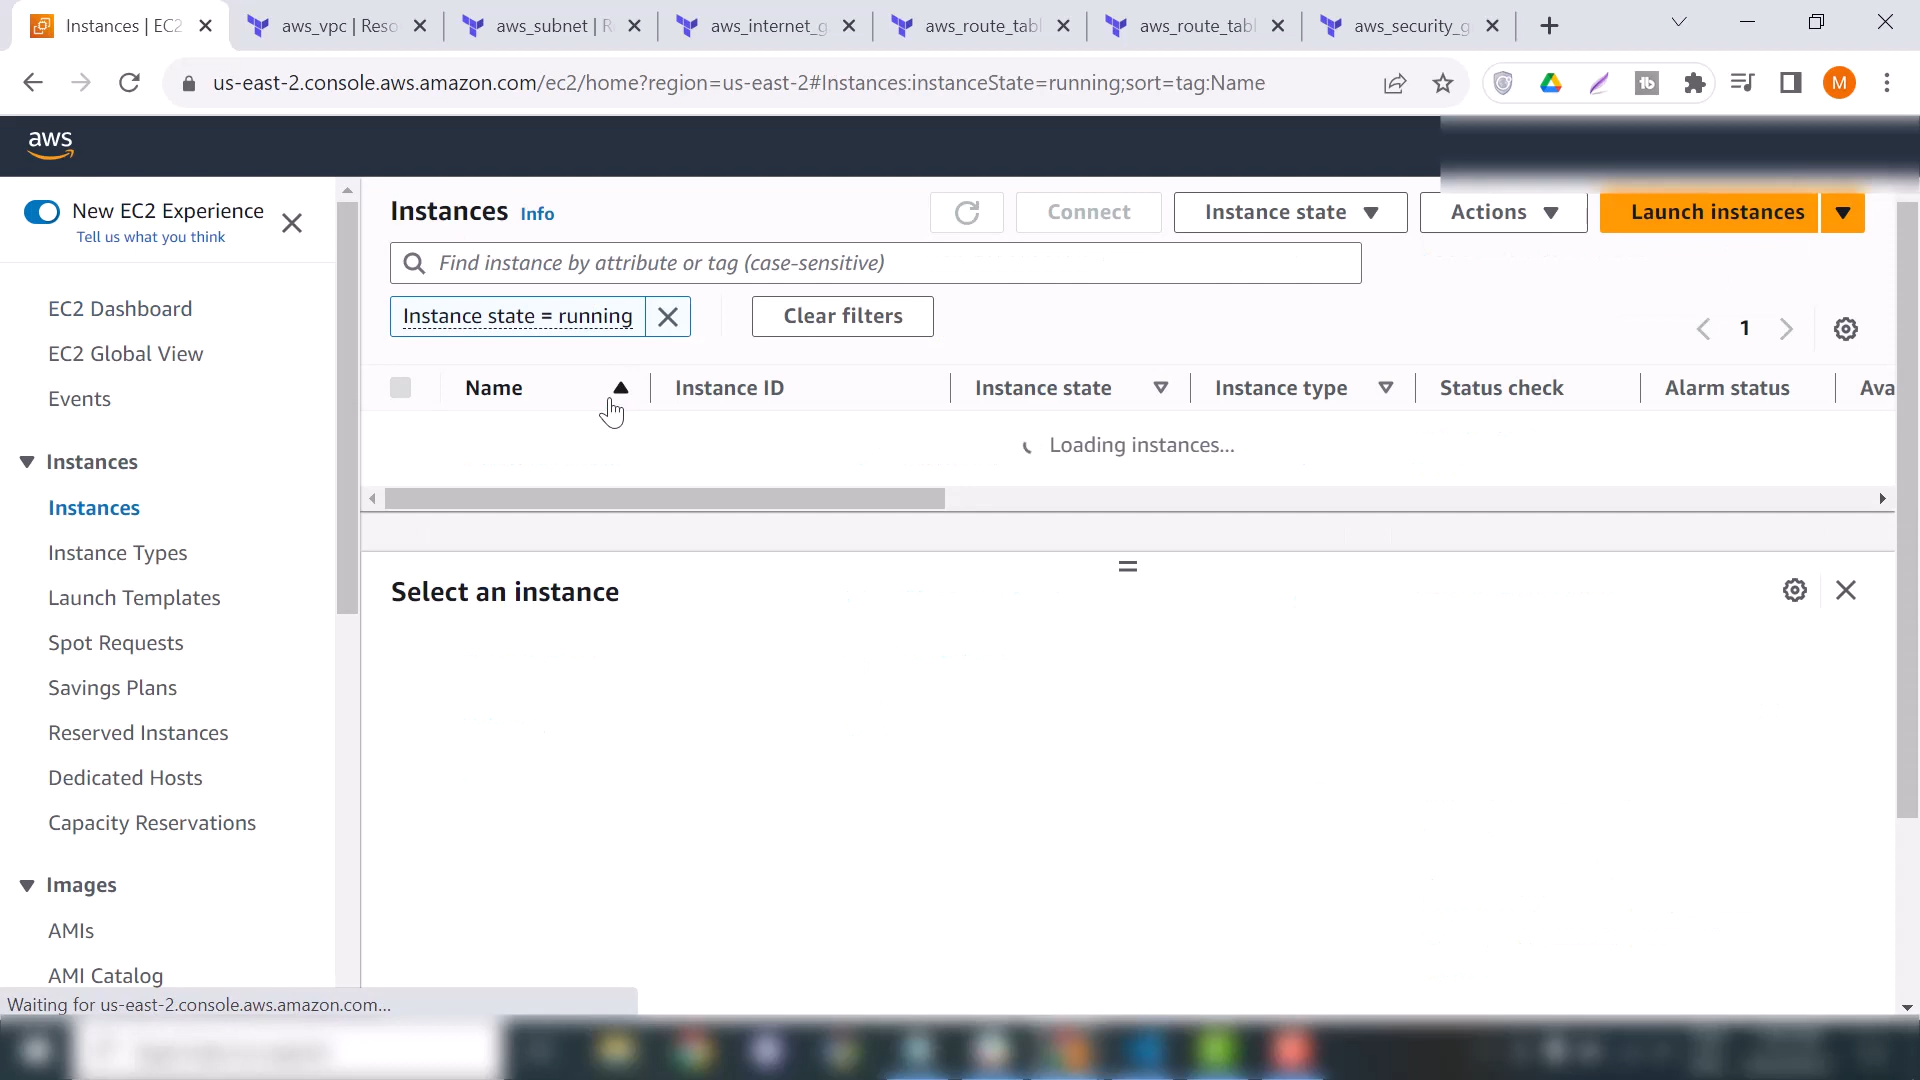 Instances | EC2
aws_vpc | Reso
aws_subnet | R
aws_internet_g
aws_route_tabl
aws_route_tabl
aws_security_g
us-east-2.console.aws.amazon.com/ec2/home?region=us-east-2#Instances:instanceState=running;sort=tag:Name
M
aws
New EC2 Experience
Tell us what you think
EC2 Dashboard
EC2 Global View
Events
Instances
Instances
Instance Types
Launch Templates
Spot Requests
Savings Plans
Reserved Instances
Dedicated Hosts
Capacity Reservations
Images
AMIs
AMI Catalog
Instances Info
Connect
Instance state
Actions
Launch instances
Find instance by attribute or tag (case-sensitive)
Instance state = running
Clear filters
1
Name Instance ID Instance state Instance type Status check Alarm status Ava
Loading instances...
Select an instance
Waiting for us-east-2.console.aws.amazon.com...